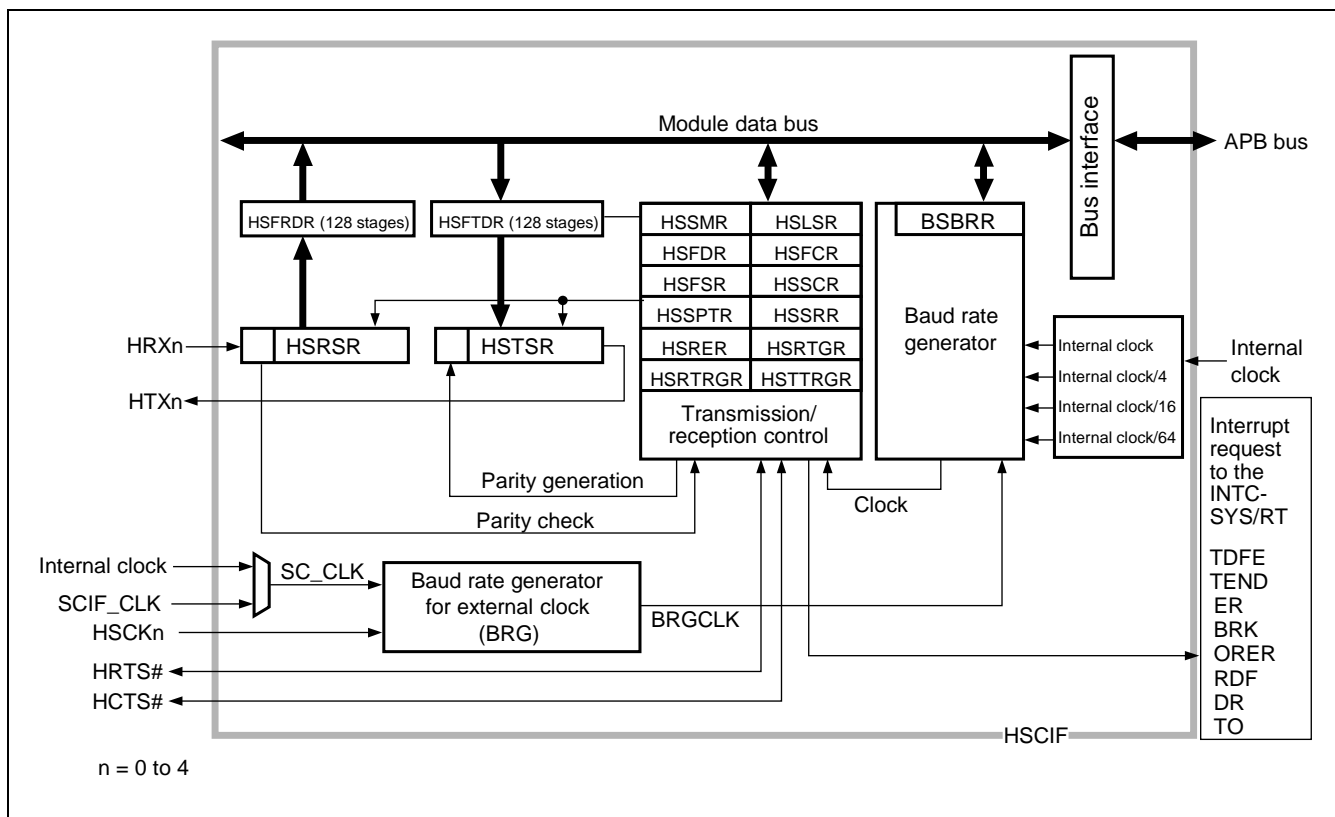 Module data bus
Bus interface
APB bus
HSFRDR (128 stages)
HSFTDR (128 stages)
HSSMR
HSLSR
HSFDR
HSFCR
HSFSR
HSSCR
HSSPTR
HSSRR
HSRER
HSRTGR
HSRTRGR
HSTTRGR
Transmission/
reception control
BSBRR
Baud rate
generator
HRXn
HSRSR
HSTSR
HTXn
Internal clock
Internal clock/4
Internal clock/16
Internal clock/64
Internal
clock
Parity generation
Parity check
Clock
Internal clock
SCIF_CLK
SC_CLK
HSCKn
Baud rate generator
for external clock
(BRG)
BRGCLK
HRTS#
HCTS#
Interrupt
request
to the
INTC-
SYS/RT
TDFE
TEND
ER
BRK
ORER
RDF
DR
TO
HSCIF
n = 0 to 4